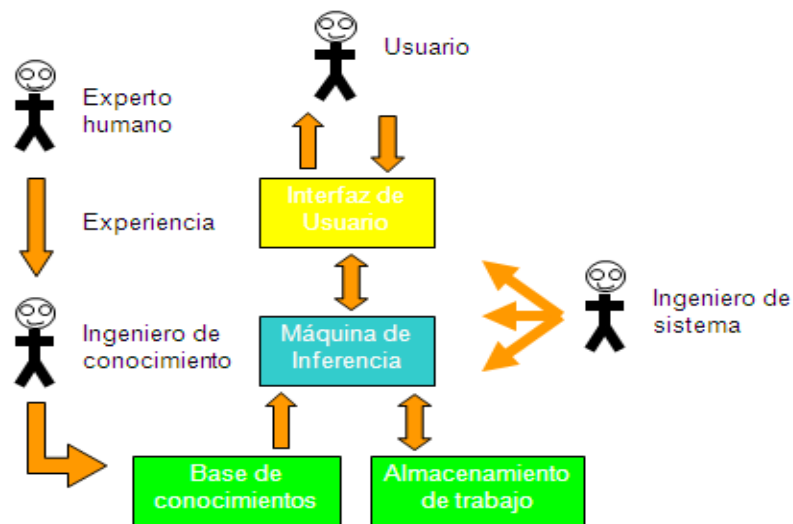 Usuario
Experto
humano
Interfaz de
Usuario
Experiencia
Ingeniero de
sistema
Ingeniero de
conocimiento
Máquina de
Inferencia
Base de
conocimientos
Almacenamiento
de trabajo